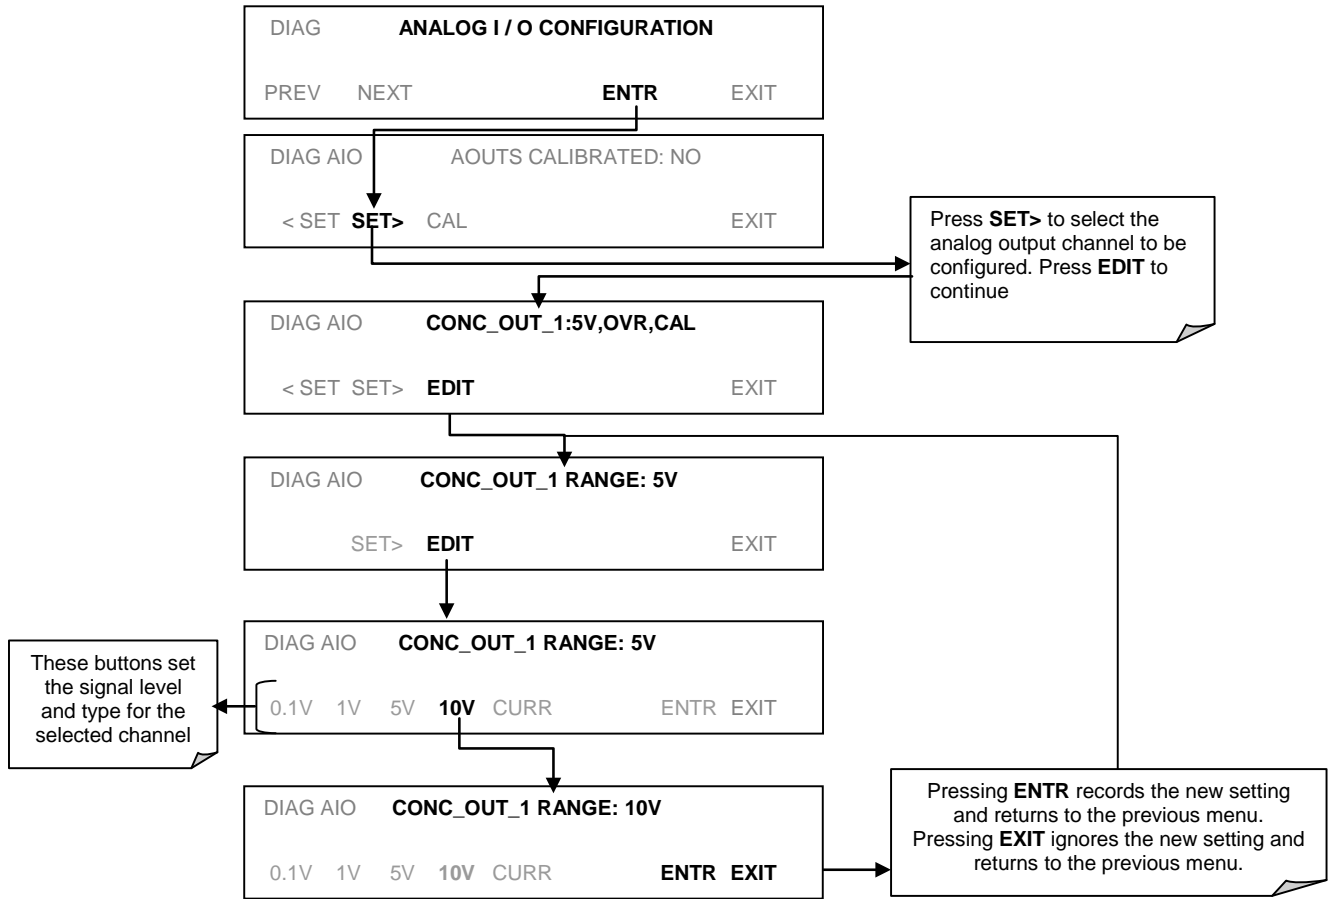 DIAG ANALOG I / O CONFIGURATION
PREV NEXT ENTR EXIT
DIAG AIO AOUTS CALIBRATED: NO
< SET SET> CAL EXIT
Press SET> to select the
analog output channel to be
configured. Press EDIT to
continue
DIAG AIO CONC_OUT_1:5V,OVR,CAL
< SET SET> EDIT EXIT
DIAG AIO CONC_OUT_1 RANGE: 5V
SET> EDIT EXIT
DIAG AIO CONC_OUT_1 RANGE: 5V
0.1V 1V 5V 10V CURR ENTR EXIT
These buttons set
the signal level
and type for the
selected channel
DIAG AIO CONC_OUT_1 RANGE: 10V
0.1V 1V 5V 10V CURR ENTR EXIT
Pressing ENTR records the new setting
and returns to the previous menu.
Pressing EXIT ignores the new setting and
returns to the previous menu.